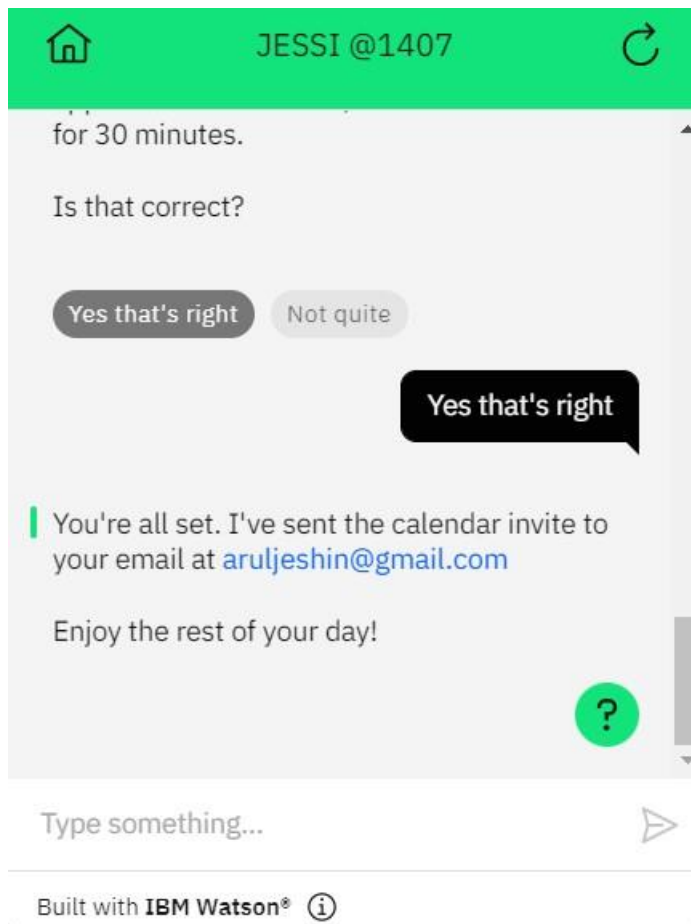 JESSI @1407
for 30 minutes.
Is that correct?
Yes that's right
Not quite
Yes that's right
You're all set. I've sent the calendar invite to
your email at aruljeshin@gmail.com
Enjoy the rest of your day!
?
Type something...
Built with IBM Watson®